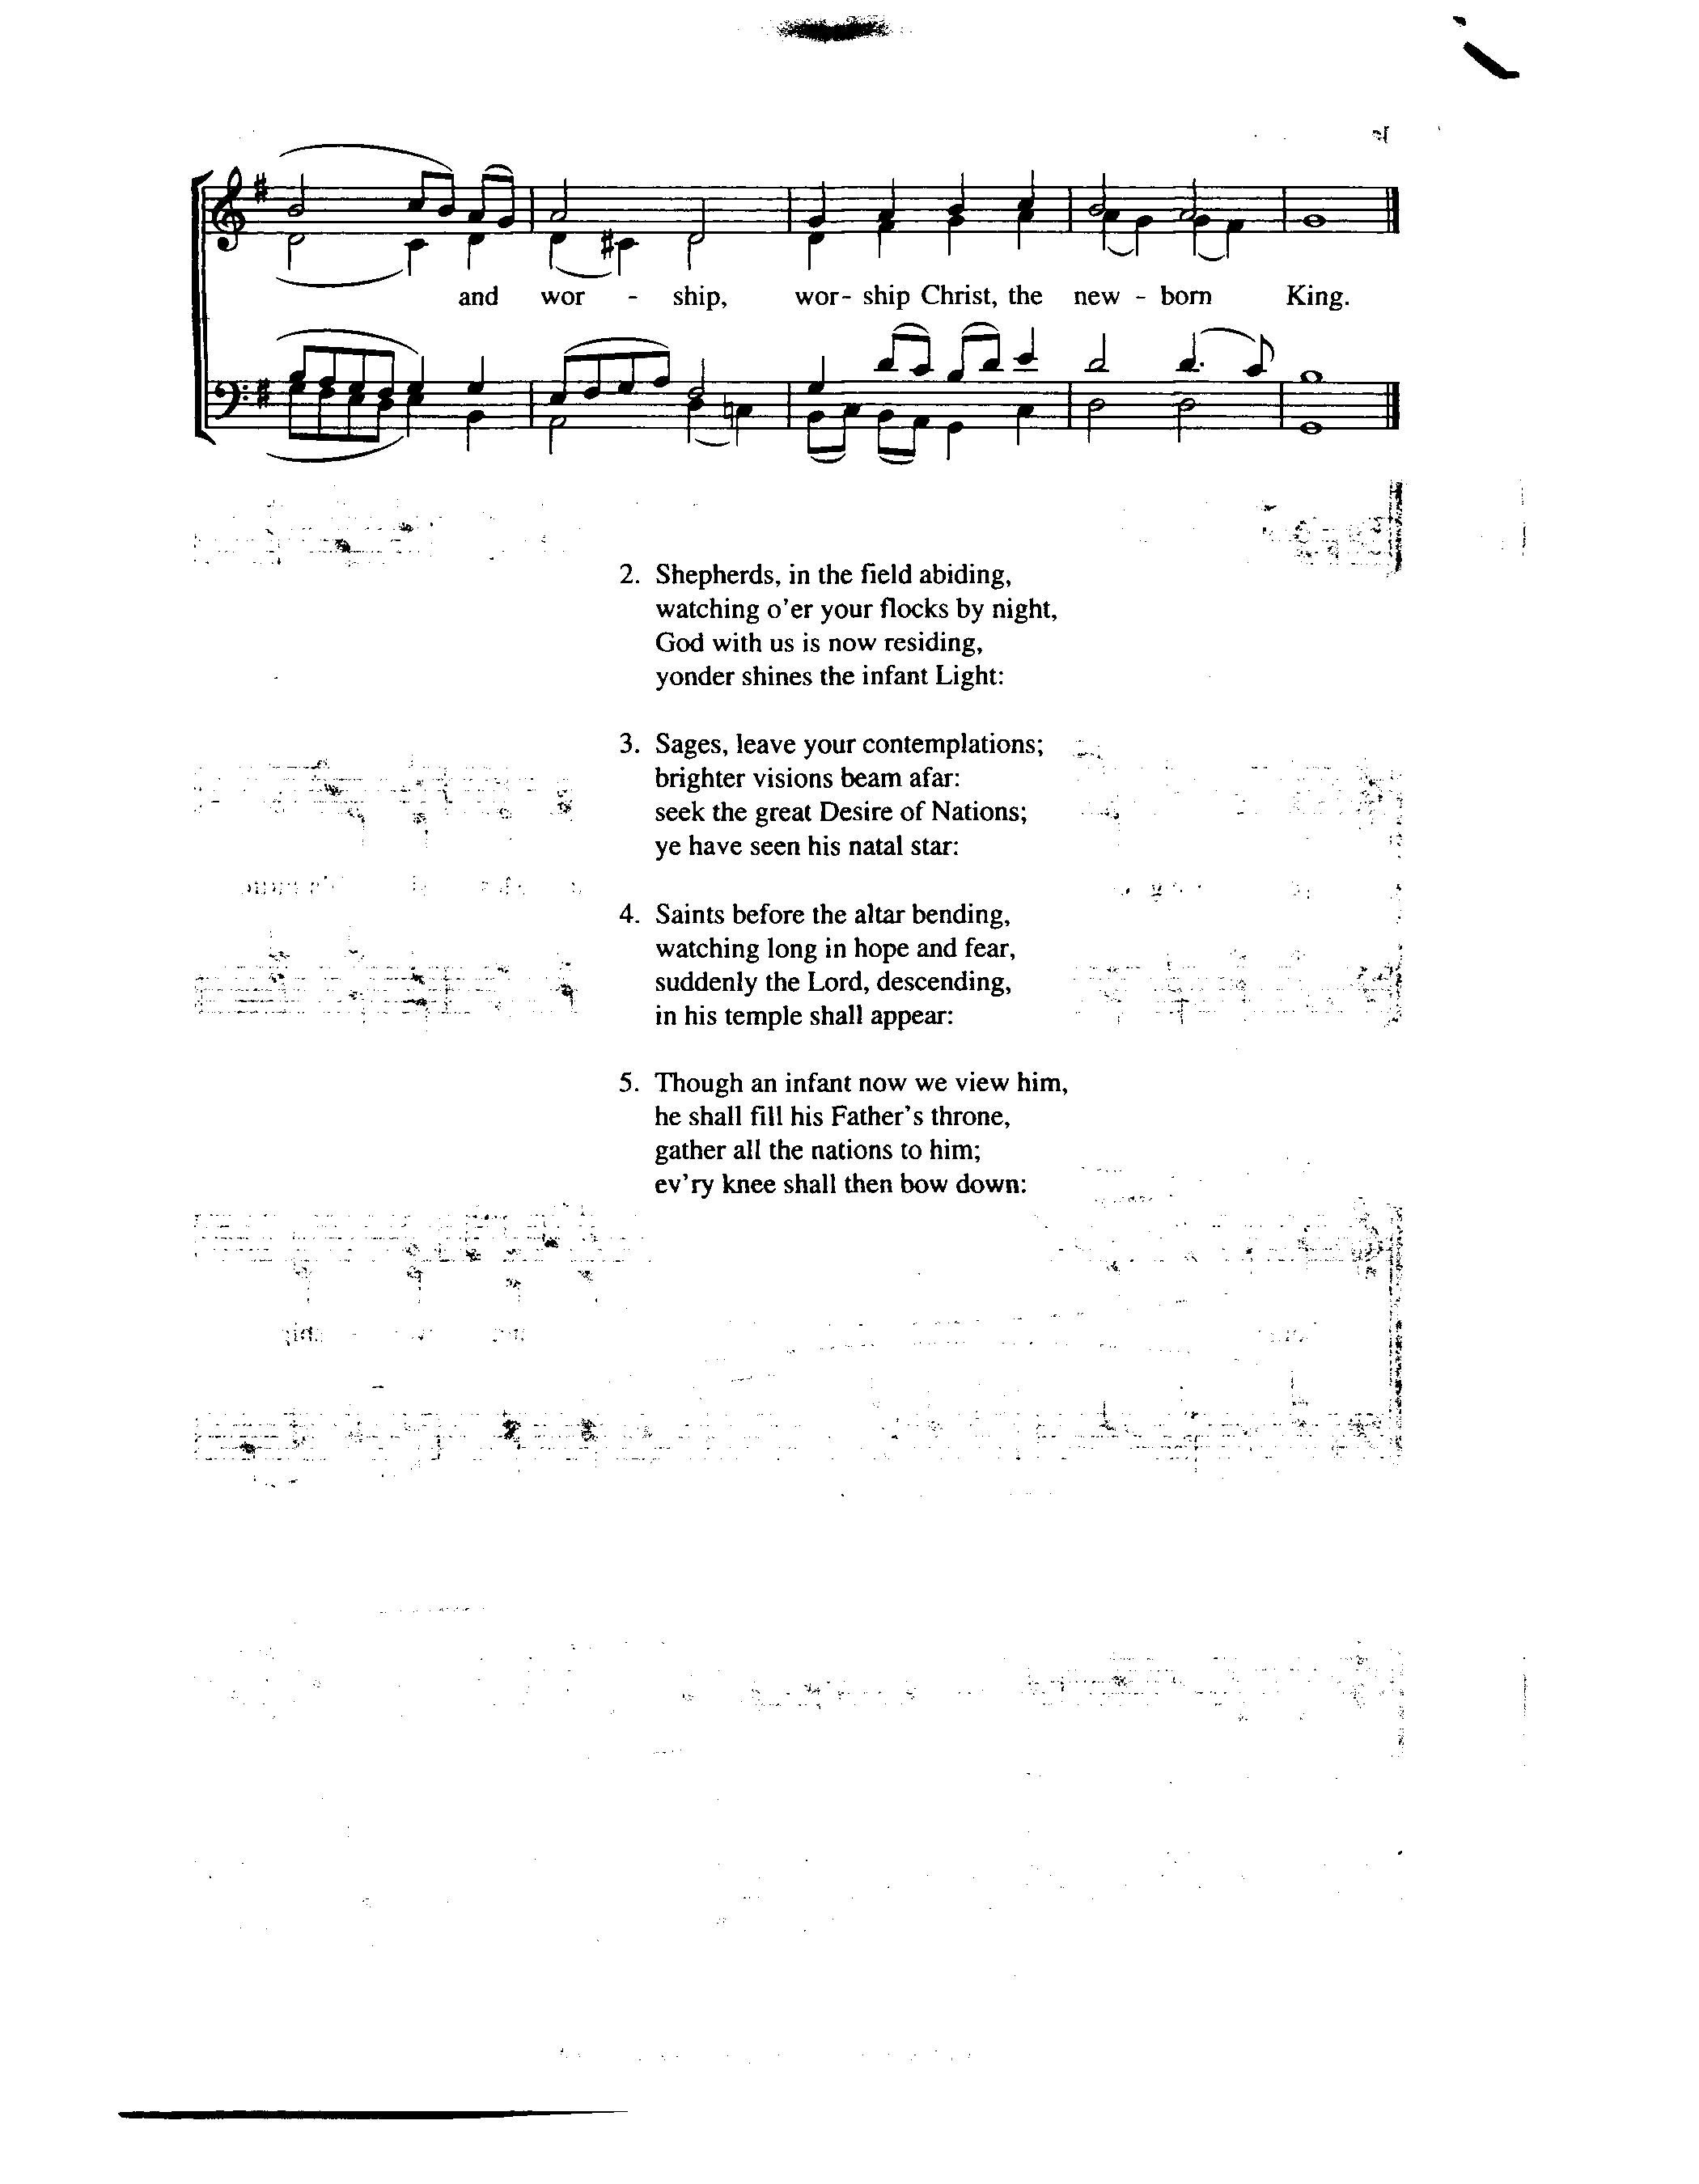 and wor - ship, wor- ship Christ, the new - born King.
2. Shepherds, in the field abiding,
watching o'er your flocks by night,
God with us is now residing,
yonder shines the infant Light:
3. Sages, leave your contemplations;
brighter visions beam afar:
seek the great Desire of Nations;
ye have seen his natal star:
4. Saints before the altar bending,
watching long in hope and fear,
suddenly the Lord, descending,
in his temple shall appear:
5. Though an infant now we view him,
he shall fill his Father's throne,
gather all the nations to him;
ev'ry knee shall then bow down: